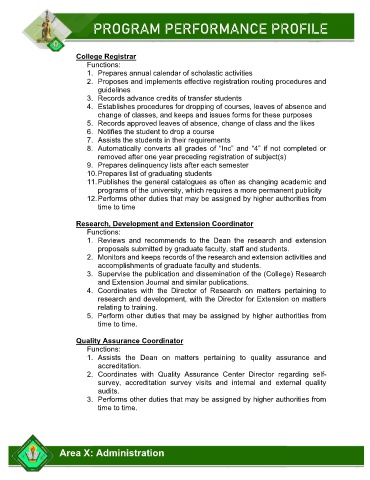 PROGRAM PERFORMANCE PROFILE
College Registrar
Functions:
1. Prepares annual calendar of scholastic activities
2. Proposes and implements effective registration routing procedures and
guidelines
3. Records advance credits of transfer students
4. Establishes procedures for dropping of courses, leaves of absence and
change of classes, and keeps and issues forms for these purposes
5. Records approved leaves of absence, change of class and the likes
6. Notifies the student to drop a course
7. Assists the students in their requirements
8. Automatically converts all grades of “Inc” and “4” if not completed or
removed after one year preceding registration of subject(s)
9. Prepares delinquency lists after each semester
10. Prepares list of graduating students
11. Publishes the general catalogues as often as changing academic and
programs of the university, which requires a more permanent publicity
12. Performs other duties that may be assigned by higher authorities from
time to time
Research, Development and Extension Coordinator
Functions:
1. Reviews and recommends to the Dean the research and extension
proposals submitted by graduate faculty, staff and students.
2. Monitors and keeps records of the research and extension activities and
accomplishments of graduate faculty and students.
3. Supervise the publication and dissemination of the (College) Research
and Extension Journal and similar publications.
4. Coordinates with the Director of Research on matters pertaining to
research and development, with the Director for Extension on matters
relating to training.
5. Perform other duties that may be assigned by higher authorities from
time to time.
Quality Assurance Coordinator
Functions:
1. Assists the Dean on matters pertaining to quality assurance and
accreditation.
2. Coordinates with Quality Assurance Center Director regarding self-
survey, accreditation survey visits and internal and external quality
audits.
3. Performs other duties that may be assigned by higher authorities from
time to time.
Area X: Administration